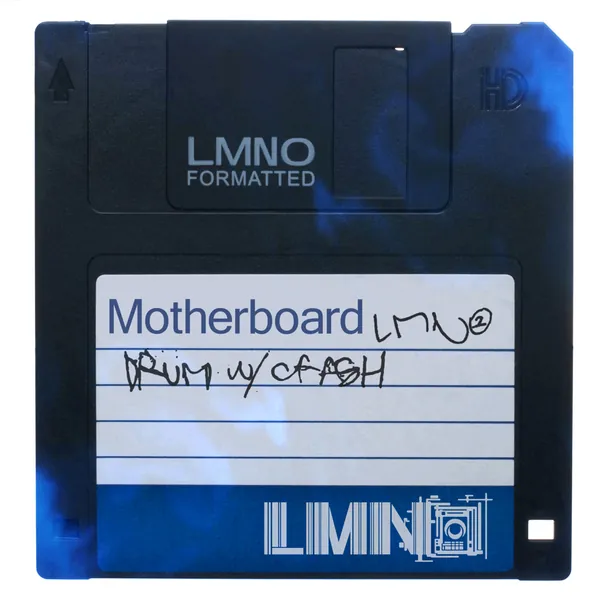 HD
LMNO
FORMATTED
Motherboard LMNO②
DRUM w/ CRASH
LMNO